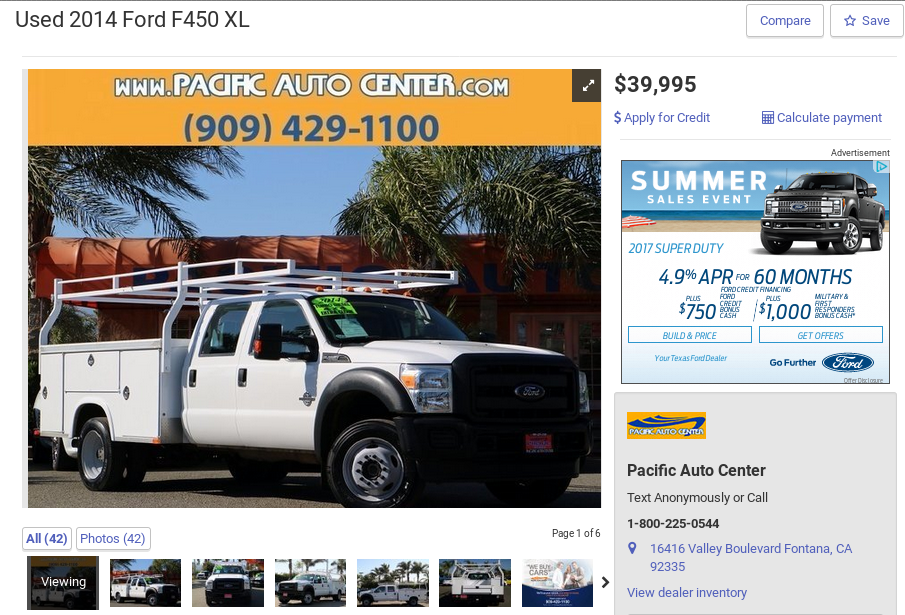 Used 2014 Ford F450 XL
Compare
Save
WWW.PACIFIC AUTO CENTER.COM
(909) 429-1100
$39,995
$ Apply for Credit
Calculate payment
Advertisement
SUMMER
SALES EVENT
2017 SUPER DUTY
4.9% APR FOR 60 MONTHS
FORD CREDIT FINANCING
PLUS $750 FORD CREDIT BONUS CASH
PLUS $1,000 MILITARY & FIRST RESPONDERS BONUS CASH*
BUILD & PRICE
GET OFFERS
Your Texas Ford Dealer
Go Further
Ford
Offer Disclosure
2014
Ford
PACIFIC AUTO CENTER
Pacific Auto Center
Text Anonymously or Call
1-800-225-0544
16416 Valley Boulevard Fontana, CA
92335
View dealer inventory
All (42)
Photos (42)
Page 1 of 6
Viewing
"WE BUY
CARS"